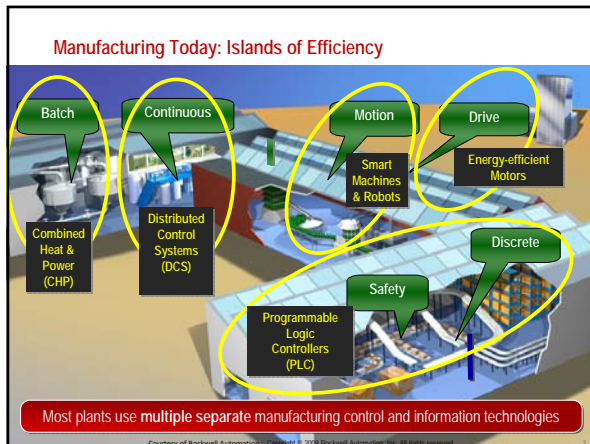 Manufacturing Today: Islands of Efficiency
Batch
Continuous
Motion
Drive
Combined
Heat &
Power
(CHP)
Distributed
Control
Systems
(DCS)
Smart
Machines
& Robots
Energy-efficient
Motors
Safety
Discrete
Programmable
Logic
Controllers
(PLC)
Most plants use multiple separate manufacturing control and information technologies
Courtesy of Rockwell Automation - Copyright © 2009 Rockwell Automation, Inc. All rights reserved.